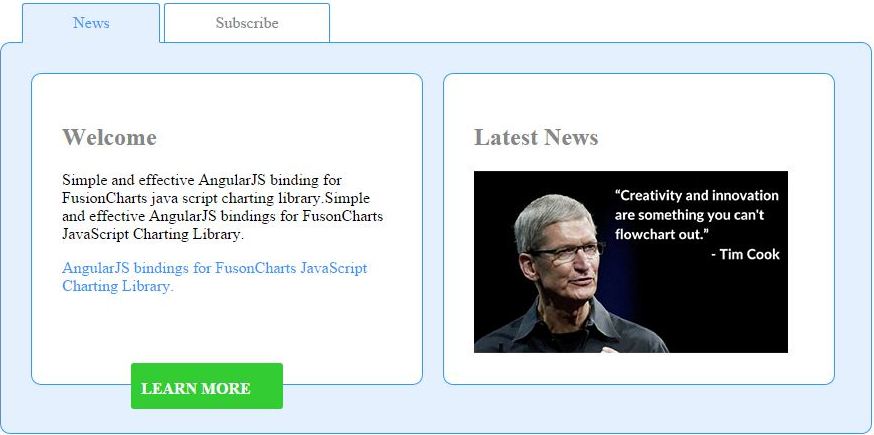 News
Subscribe
Welcome
Simple and effective AngularJS binding for
FusionCharts java script charting library.Simple
and effective AngularJS bindings for FusonCharts
JavaScript Charting Library.
AngularJS bindings for FusonCharts JavaScript
Charting Library.
LEARN MORE
Latest News
“Creativity and innovation
are something you can't
flowchart out.”
- Tim Cook